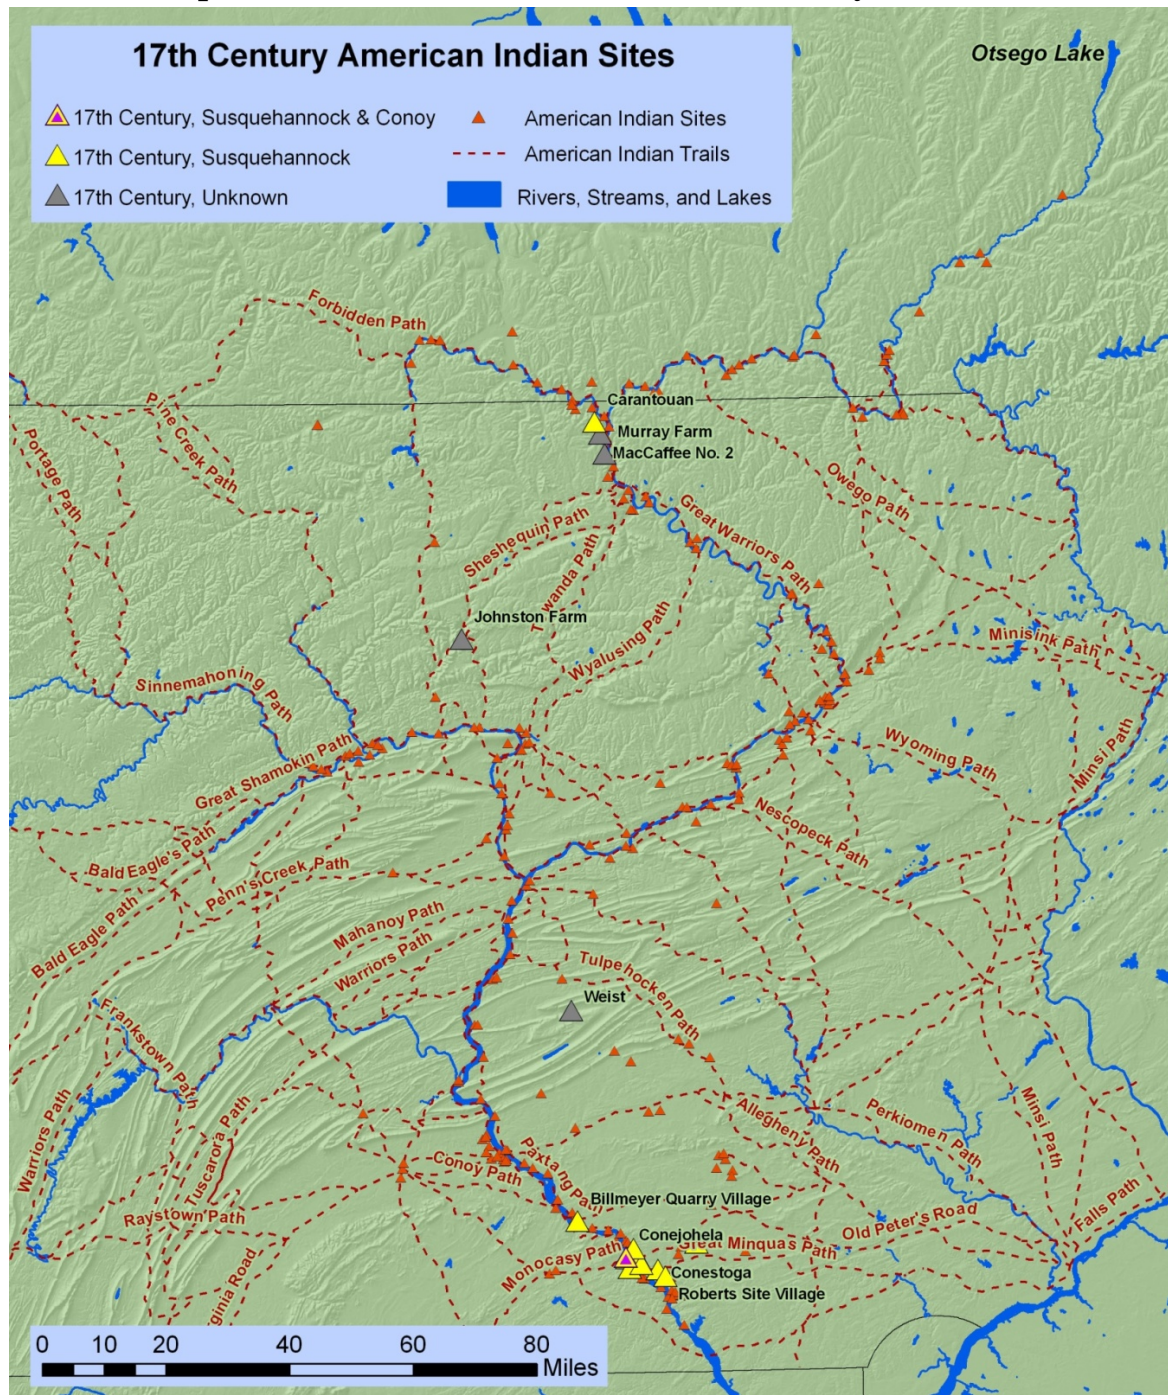 17th Century American Indian Sites
17th Century, Susquehannock & Conoy
17th Century, Susquehannock
17th Century, Unknown
American Indian Sites
American Indian Trails
Rivers, Streams, and Lakes
Otsego Lake
Forbidden Path
Carantouan
Pine Creek Path
Murray Farm
MacCaffee No. 2
Portage Path
Owego Path
Great Warriors Path
Sheshequin Path
Towanda Path
Johnston Farm
Wyalusing Path
Minisink Path
Sinnemahoning Path
Great Shamokin Path
Wyoming Path
Minsi Path
Nescopeck Path
Bald Eagle's Path
Penn's Creek Path
Bald Eagle Path
Mahanoy Path
Warriors Path
Tulpehocken Path
Weist
Frankstown Path
Warriors Path
Tuscarora Path
Allegheny Path
Perkiomen Path
Minsi Path
Paxtang Path
Conoy Path
Raystown Path
Billmeyer Quarry Village
Old Peter's Road
Falls Path
Conejohela
Great Minquas Path
Monocasy Path
Conestoga
Roberts Site Village
ginia Road
0 10 20 40 60 80
Miles